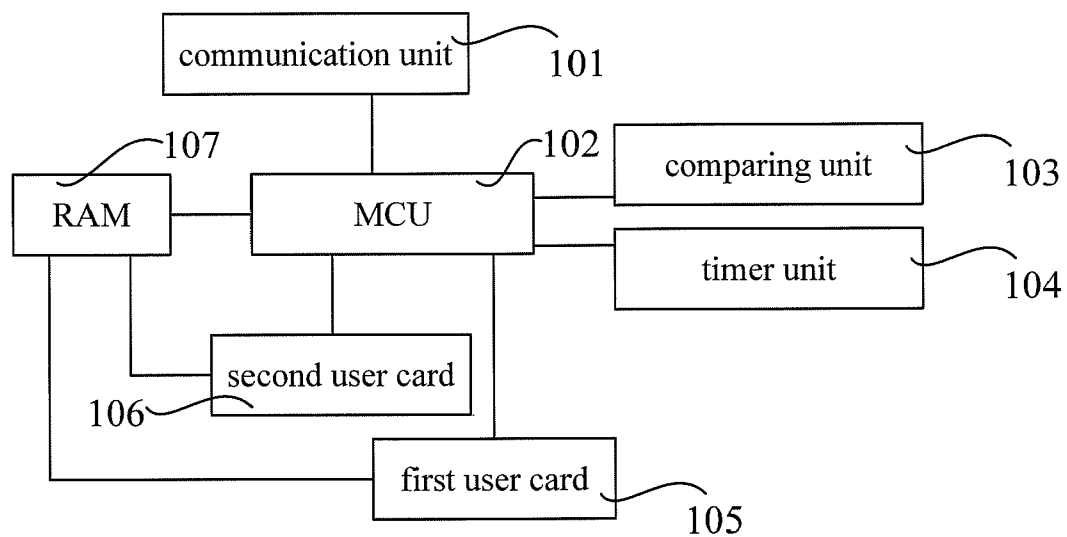 communication unit
101
107
102
comparing unit
103
RAM
MCU
timer unit
104
second user card
106
first user card
105